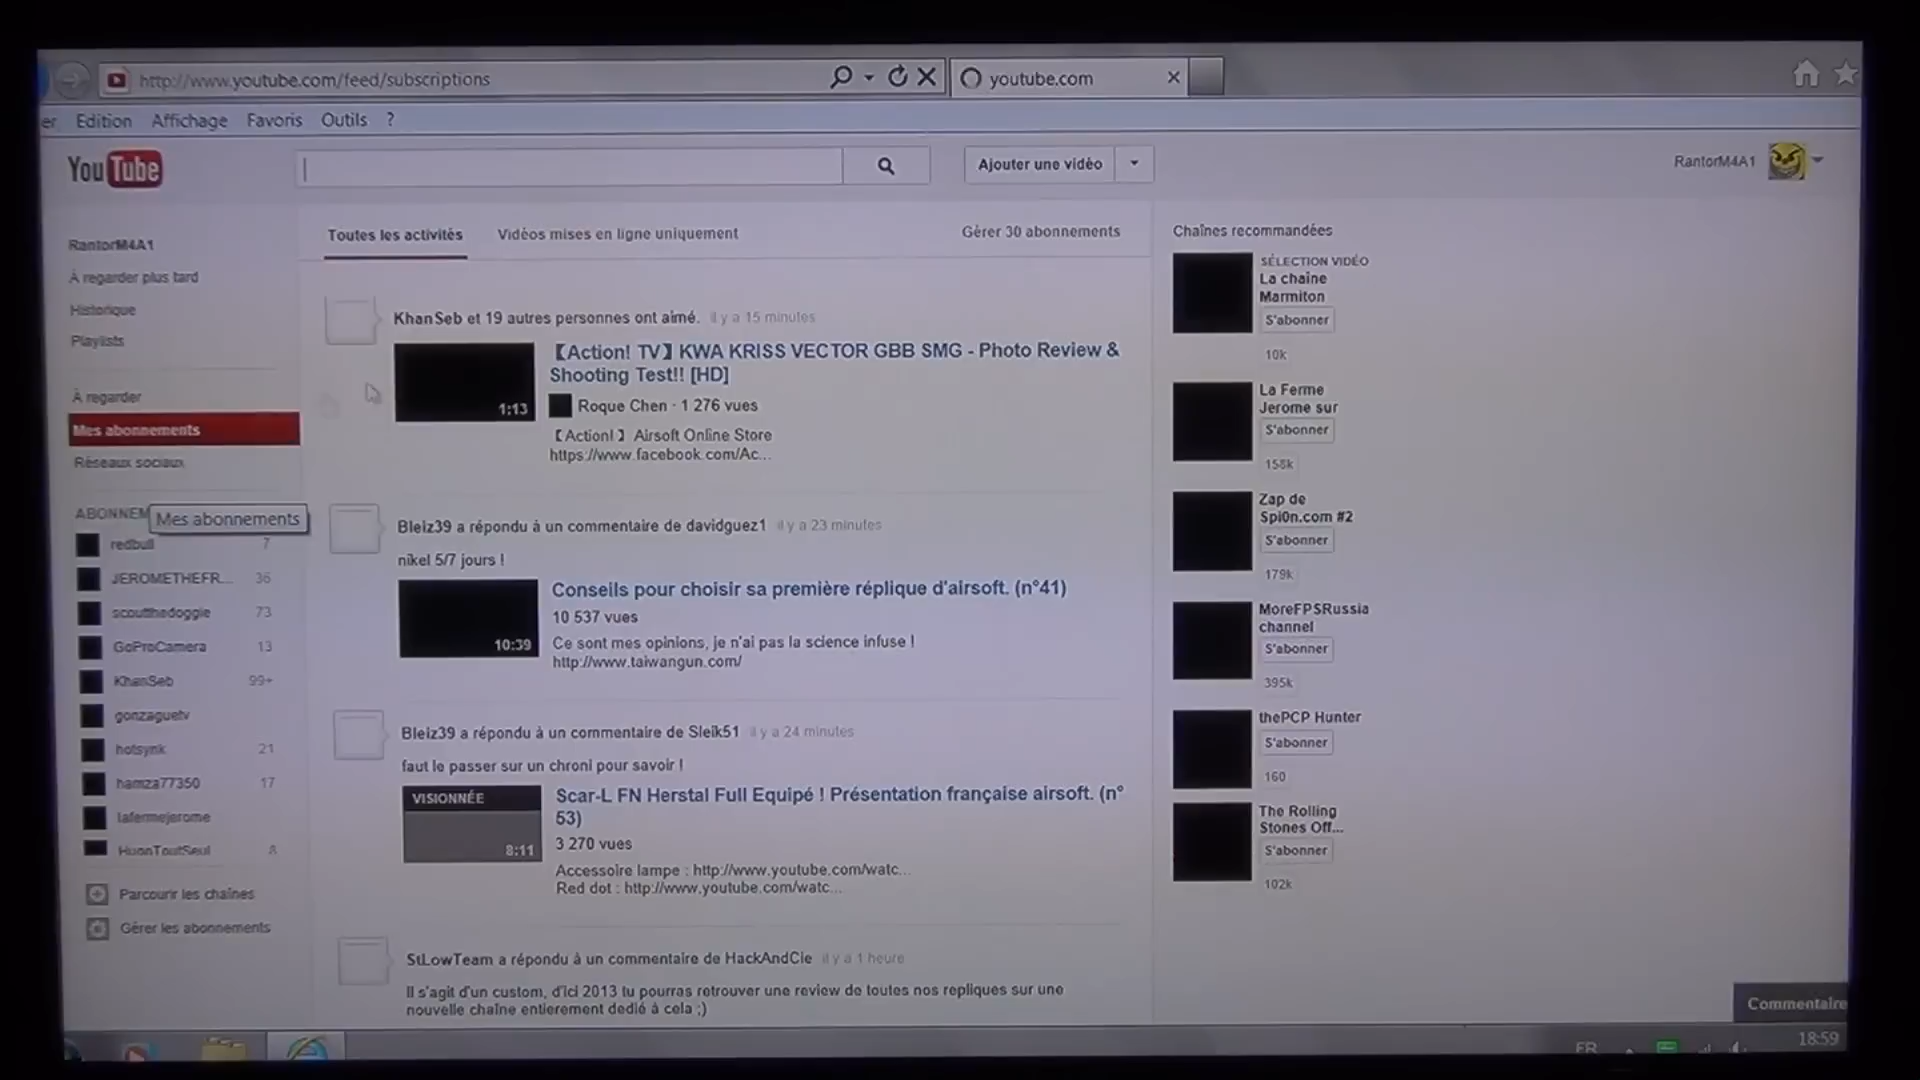 http://www.youtube.com/feed/subscriptions
youtube.com
er Edition Affichage Favoris Outils ?
YouTube
Ajouter une vidéo
RantorM4A1
RantorM4A1
À regarder plus tard
Historique
Playlists
À regarder
Mes abonnements
Réseaux sociaux
ABONNEM
Mes abonnements
redbull 7
JEROMETHEFR... 36
scoutthedoggie 73
GoProCamera 13
KhanSeb 99+
gonzaguetv
hotsynk 21
hamza77350 17
lafermejerome
HuonToutSeul
Parcourir les chaînes
Gérer les abonnements
Toutes les activités Vidéos mises en ligne uniquement Gérer 30 abonnements
KhanSeb et 19 autres personnes ont aimé. il y a 15 minutes
1:13
【Action! TV】KWA KRISS VECTOR GBB SMG - Photo Review &
Shooting Test!! [HD]
Roque Chen · 1 276 vues
【Action! 】 Airsoft Online Store
https://www.facebook.com/Ac...
Bleiz39 a répondu à un commentaire de davidguez1 il y a 23 minutes
nikel 5/7 jours !
10:39
Conseils pour choisir sa première réplique d'airsoft. (n°41)
10 537 vues
Ce sont mes opinions, je n'ai pas la science infuse !
http://www.taiwangun.com/
Bleiz39 a répondu à un commentaire de Sleik51 il y a 24 minutes
faut le passer sur un chroni pour savoir !
VISIONNÉE
8:11
Scar-L FN Herstal Full Equipé ! Présentation française airsoft. (n°
53)
3 270 vues
Accessoire lampe : http://www.youtube.com/watc...
Red dot : http://www.youtube.com/watc...
StLowTeam a répondu à un commentaire de HackAndCie il y a 1 heure
Il s'agit d'un custom, d'ici 2013 tu pourras retrouver une review de toutes nos repliques sur une
nouvelle chaîne entierement dedié à cela ;)
Chaînes recommandées
SÉLECTION VIDÉO
La chaine
Marmiton
S'abonner
10k
La Ferme
Jerome sur
S'abonner
158k
Zap de
Spi0n.com #2
S'abonner
179k
MoreFPSRussia
channel
S'abonner
395k
thePCP Hunter
S'abonner
160
The Rolling
Stones Off...
S'abonner
102k
Commentaire
FR
18:59